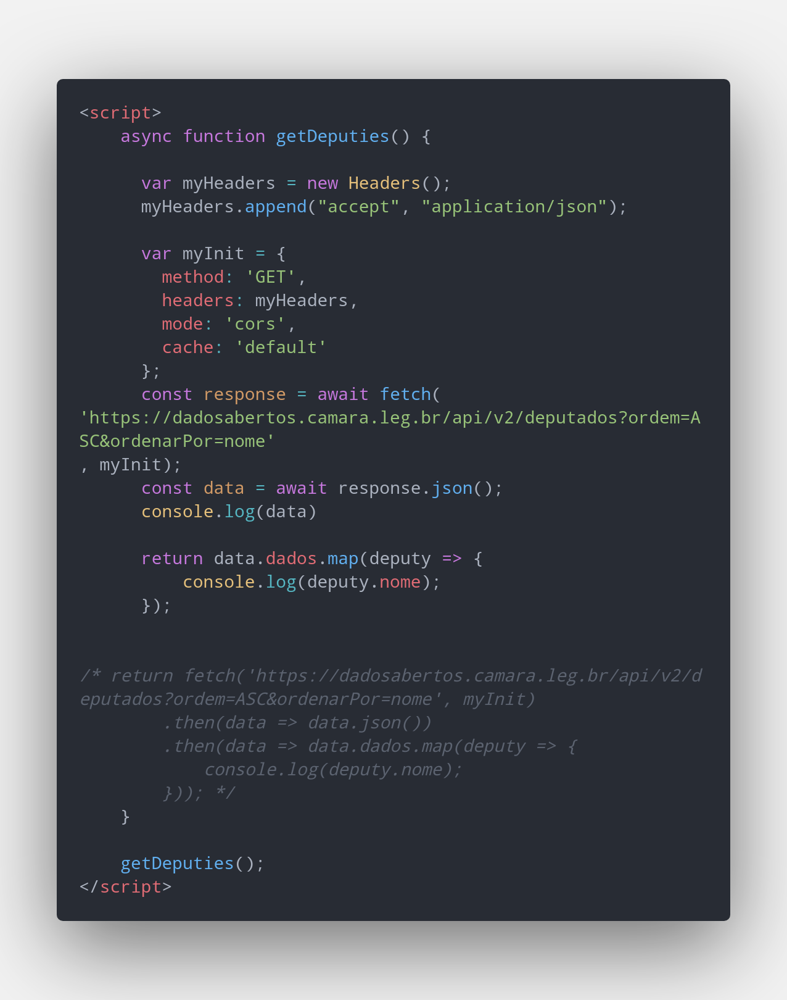 <script>
    async function getDeputies() {

      var myHeaders = new Headers();
      myHeaders.append("accept", "application/json");

      var myInit = {
        method: 'GET',
        headers: myHeaders,
        mode: 'cors',
        cache: 'default'
      };
      const response = await fetch(
'https://dadosabertos.camara.leg.br/api/v2/deputados?ordem=A
SC&ordenarPor=nome'
, myInit);
      const data = await response.json();
      console.log(data)

      return data.dados.map(deputy => {
          console.log(deputy.nome);
      });


/* return fetch('https://dadosabertos.camara.leg.br/api/v2/d
eputados?ordem=ASC&ordenarPor=nome', myInit)
        .then(data => data.json())
        .then(data => data.dados.map(deputy => {
            console.log(deputy.nome);
        })); */
    }

    getDeputies();
</script>